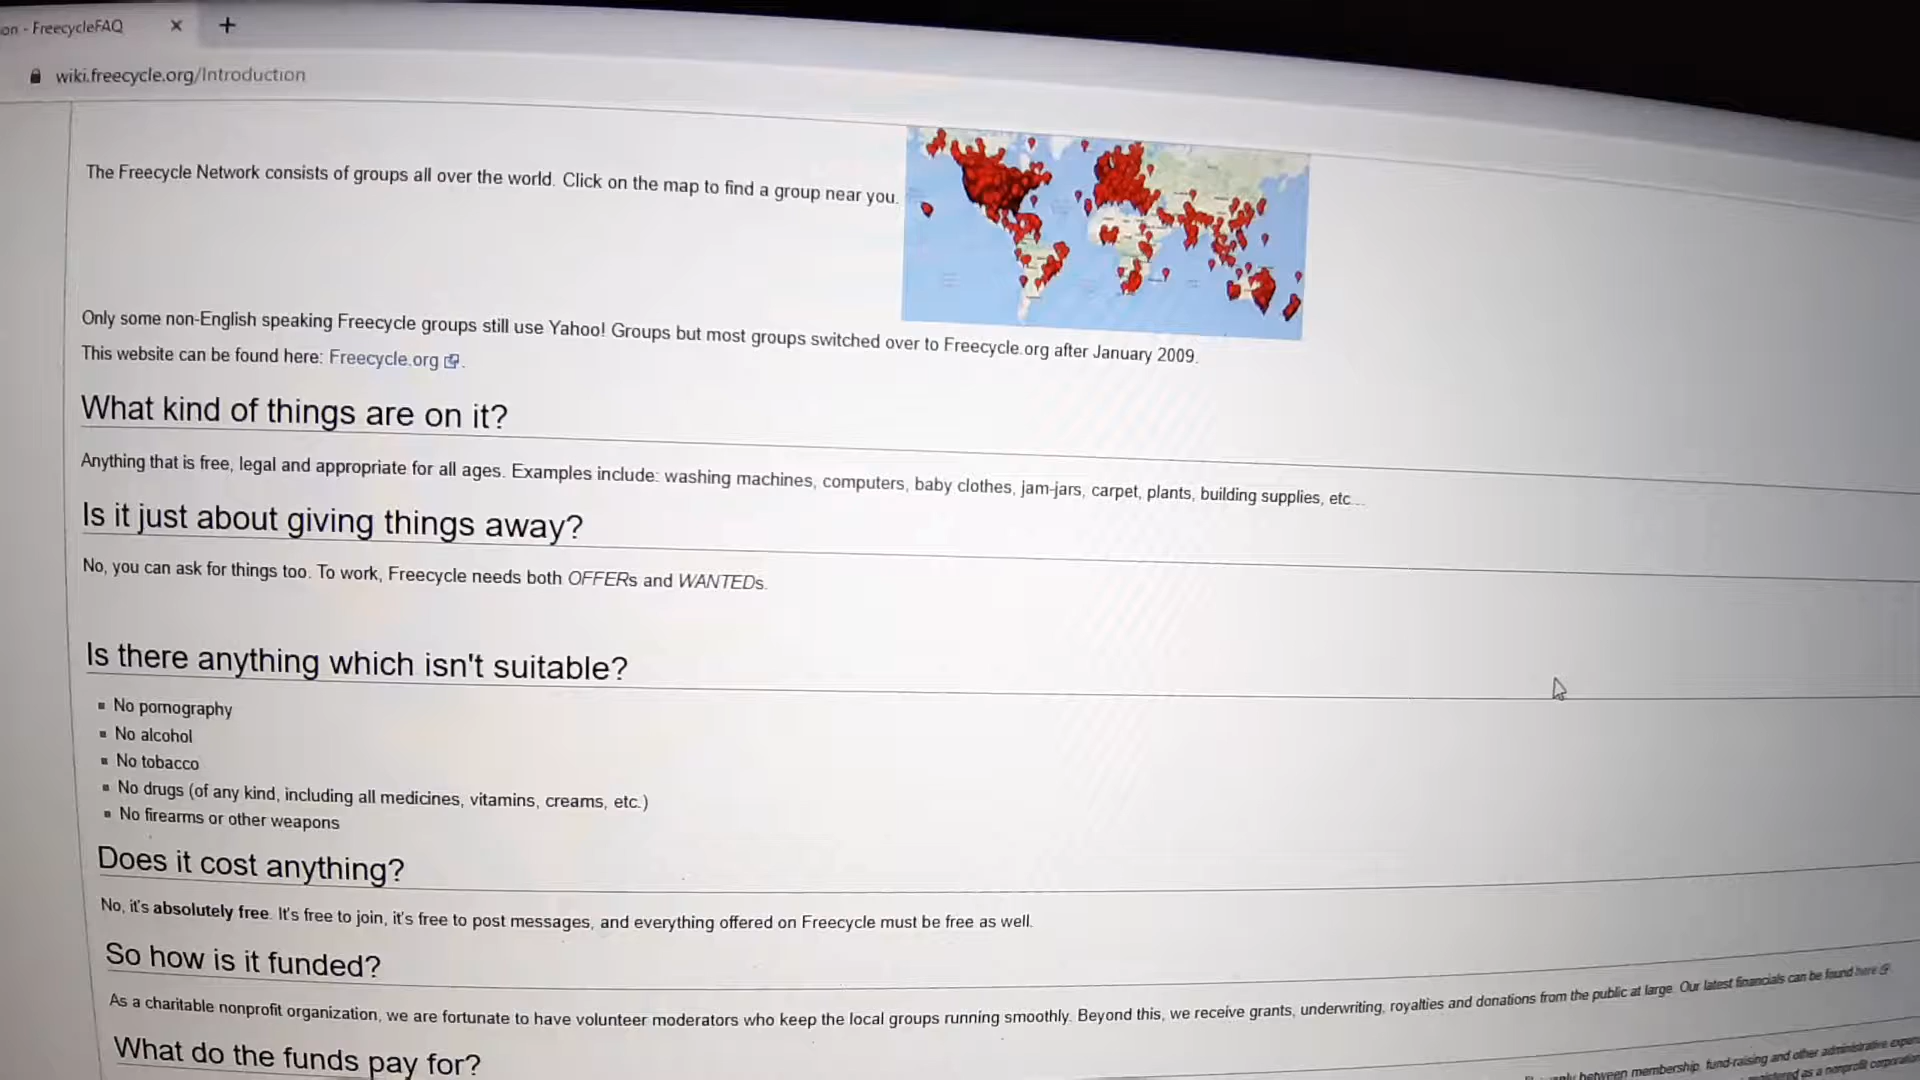 on - FreecycleFAQ
wiki.freecycle.org/Introduction
The Freecycle Network consists of groups all over the world. Click on the map to find a group near you.
Only some non-English speaking Freecycle groups still use Yahoo! Groups but most groups switched over to Freecycle.org after January 2009.
This website can be found here: Freecycle.org.
What kind of things are on it?
Anything that is free, legal and appropriate for all ages. Examples include: washing machines, computers, baby clothes, jam-jars, carpet, plants, building supplies, etc...
Is it just about giving things away?
No, you can ask for things too. To work, Freecycle needs both OFFERs and WANTEDs.
Is there anything which isn't suitable?
No pornography
No alcohol
No tobacco
No drugs (of any kind, including all medicines, vitamins, creams, etc.)
No firearms or other weapons
Does it cost anything?
No, it's absolutely free. It's free to join, it's free to post messages, and everything offered on Freecycle must be free as well.
So how is it funded?
As a charitable nonprofit organization, we are fortunate to have volunteer moderators who keep the local groups running smoothly. Beyond this, we receive grants, underwriting, royalties and donations from the public at large. Our latest financials can be found here
What do the funds pay for?
between membership, fund-raising and other administrative
as a nonprofit corporation